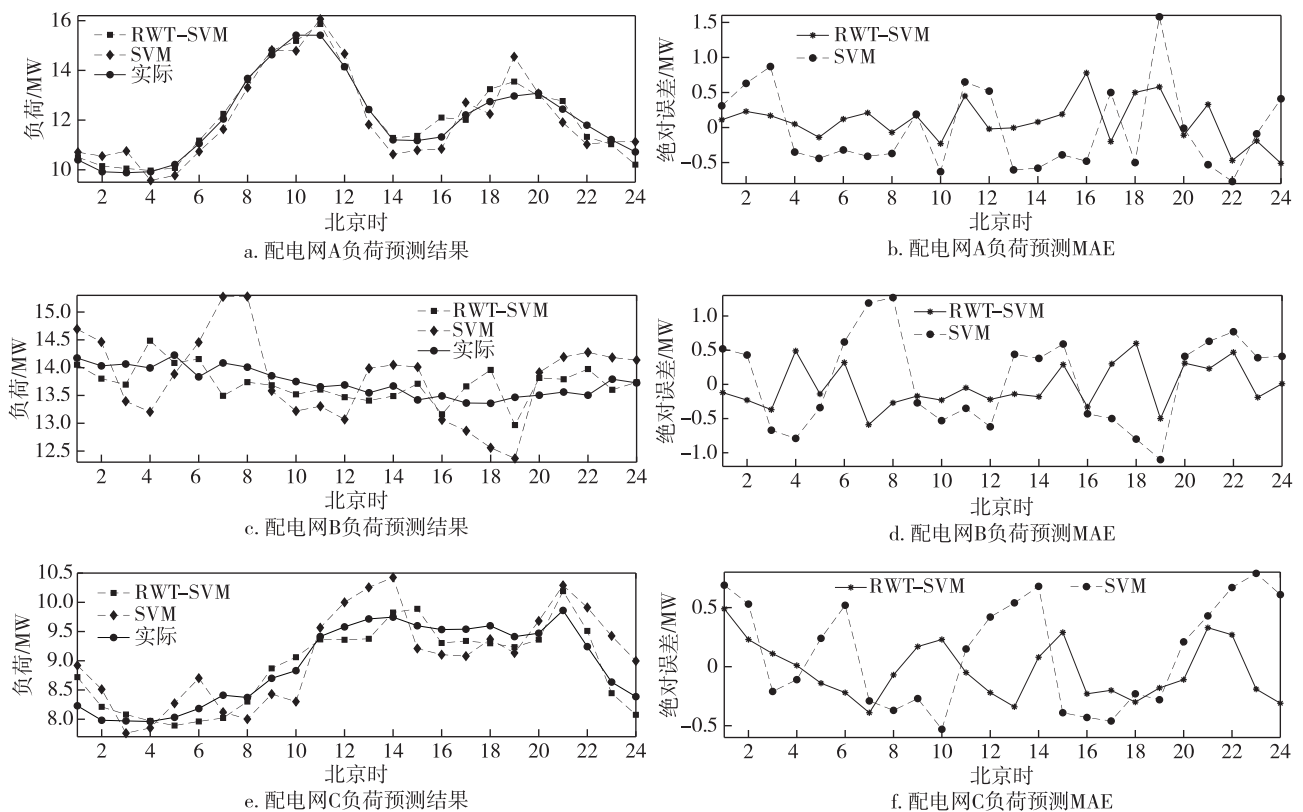 16
14
12
10
负荷/MW
RWT-SVM
SVM
实际
2 4 6 8 10 12 14 16 18 20 22 24
北京时
a. 配电网A负荷预测结果
1.5
1.0
0.5
0
-0.5
绝对误差/MW
RWT-SVM
SVM
2 4 6 8 10 12 14 16 18 20 22 24
北京时
b. 配电网A负荷预测MAE
15.0
14.5
14.0
13.5
13.0
12.5
负荷/MW
RWT-SVM
SVM
实际
2 4 6 8 10 12 14 16 18 20 22 24
北京时
c. 配电网B负荷预测结果
1.0
0.5
0
-0.5
-1.0
绝对误差/MW
RWT-SVM
SVM
2 4 6 8 10 12 14 16 18 20 22 24
北京时
d. 配电网B负荷预测MAE
10.5
10.0
9.5
9.0
8.5
8.0
负荷/MW
RWT-SVM
SVM
实际
2 4 6 8 10 12 14 16 18 20 22 24
北京时
e. 配电网C负荷预测结果
0.5
0
-0.5
绝对误差/MW
RWT-SVM SVM
2 4 6 8 10 12 14 16 18 20 22 24
北京时
f. 配电网C负荷预测MAE